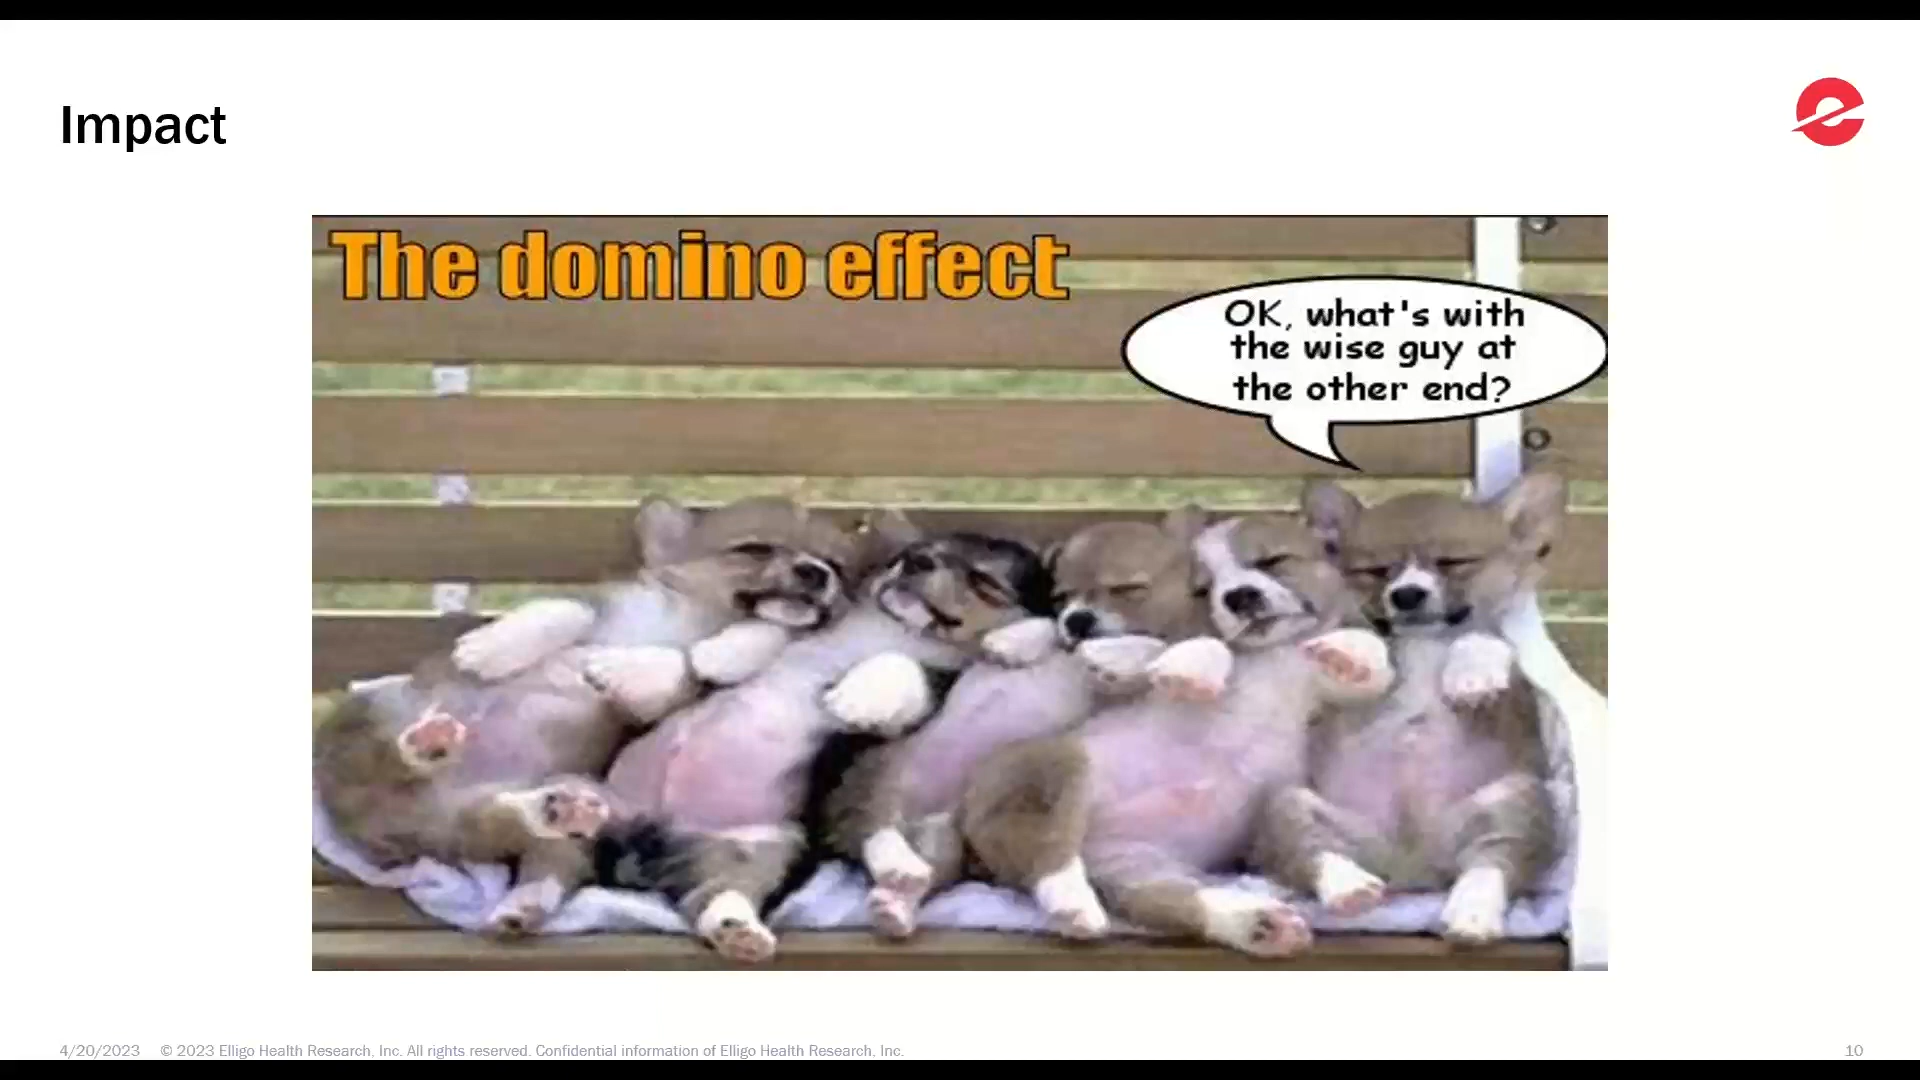 Impact
The domino effect
OK, what's with
the wise guy at
the other end?
4/20/2023 © 2023 Elligo Health Research, Inc. All rights reserved. Confidential information of Elligo Health Research, Inc. 10